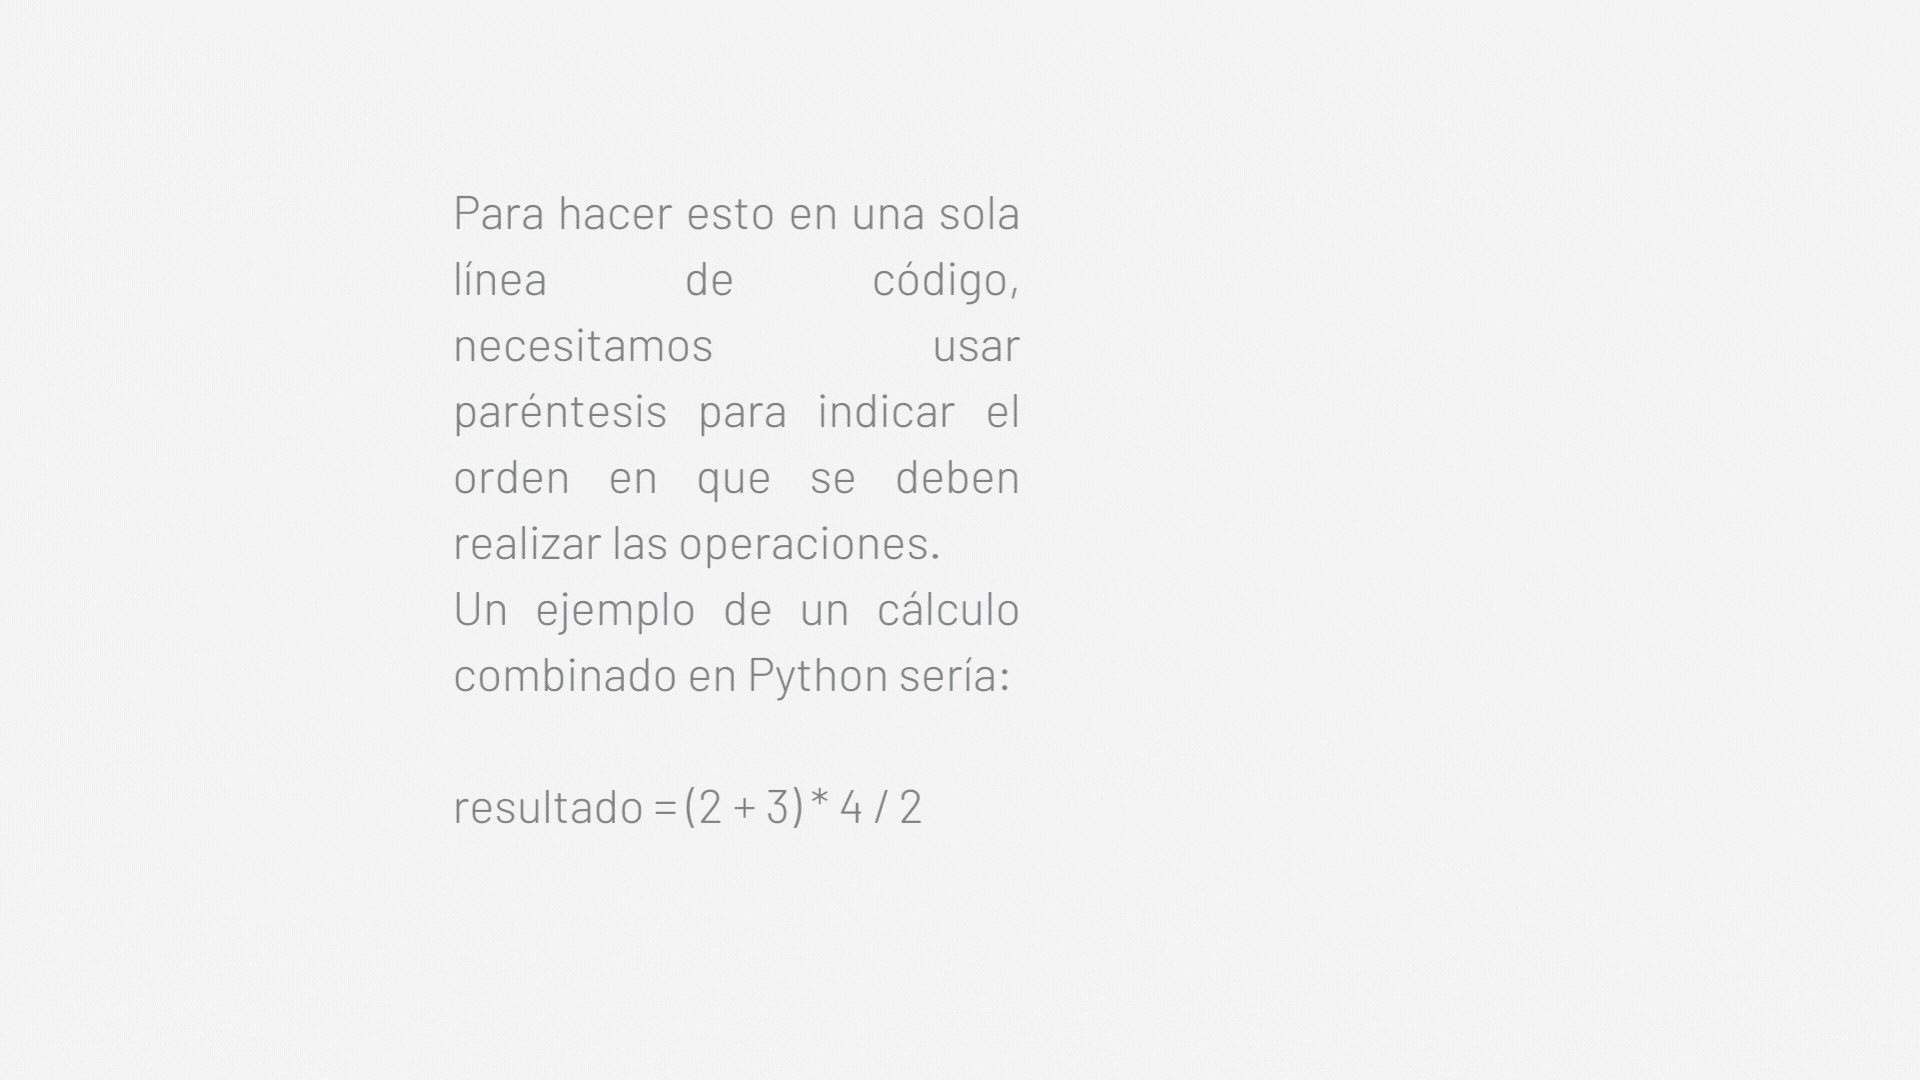 Para hacer esto en una sola
línea de código,
necesitamos usar
paréntesis para indicar el
orden en que se deben
realizar las operaciones.
Un ejemplo de un cálculo
combinado en Python sería:
resultado = (2 + 3) * 4 / 2